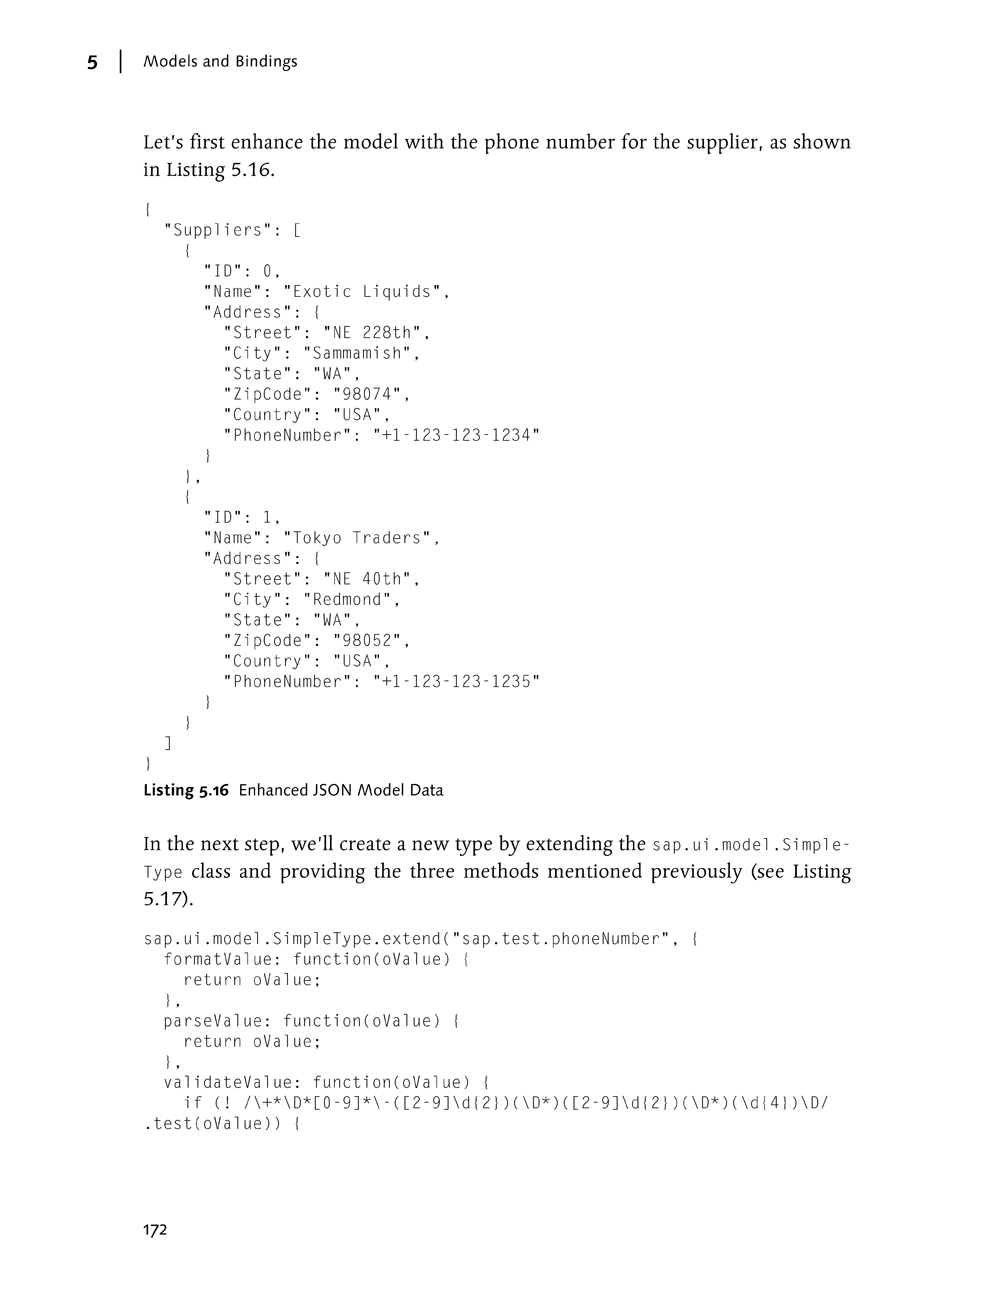 5 | Models and Bindings
Let's first enhance the model with the phone number for the supplier, as shown
in Listing 5.16.
{
  "Suppliers": [
    {
      "ID": 0,
      "Name": "Exotic Liquids",
      "Address": {
        "Street": "NE 228th",
        "City": "Sammamish",
        "State": "WA",
        "ZipCode": "98074",
        "Country": "USA",
        "PhoneNumber": "+1-123-123-1234"
      }
    },
    {
      "ID": 1,
      "Name": "Tokyo Traders",
      "Address": {
        "Street": "NE 40th",
        "City": "Redmond",
        "State": "WA",
        "ZipCode": "98052",
        "Country": "USA",
        "PhoneNumber": "+1-123-123-1235"
      }
    }
  ]
}
Listing 5.16 Enhanced JSON Model Data
In the next step, we'll create a new type by extending the sap.ui.model.Simple-
Type class and providing the three methods mentioned previously (see Listing
5.17).
sap.ui.model.SimpleType.extend("sap.test.phoneNumber", {
  formatValue: function(oValue) {
    return oValue;
  },
  parseValue: function(oValue) {
    return oValue;
  },
  validateValue: function(oValue) {
    if (! /\+*\D*[0-9]*\-([2-9]\d{2})(\D*)([2-9]\d{2})(\D*)(\d{4})\D/
.test(oValue)) {
172